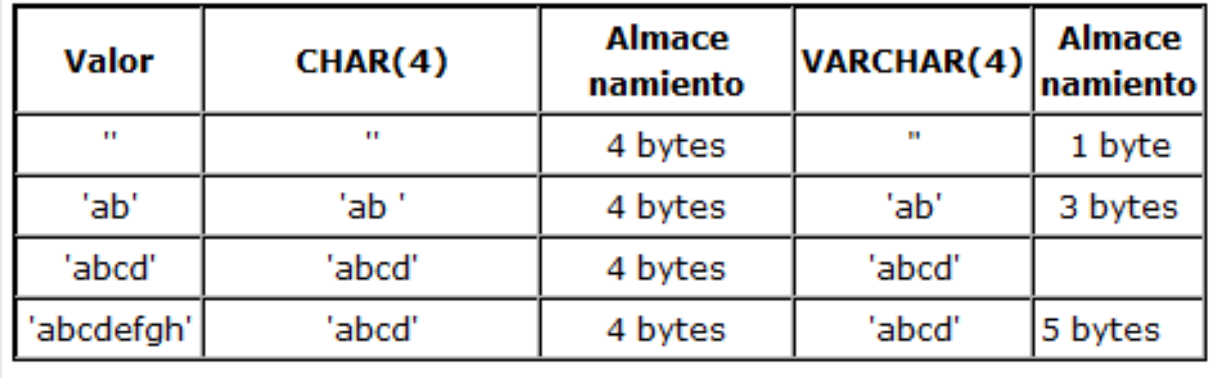 Valor CHAR(4) Almace namiento VARCHAR(4) Almace namiento
'' '' 4 bytes '' 1 byte
'ab' 'ab ' 4 bytes 'ab' 3 bytes
'abcd' 'abcd' 4 bytes 'abcd'
'abcdefgh' 'abcd' 4 bytes 'abcd' 5 bytes